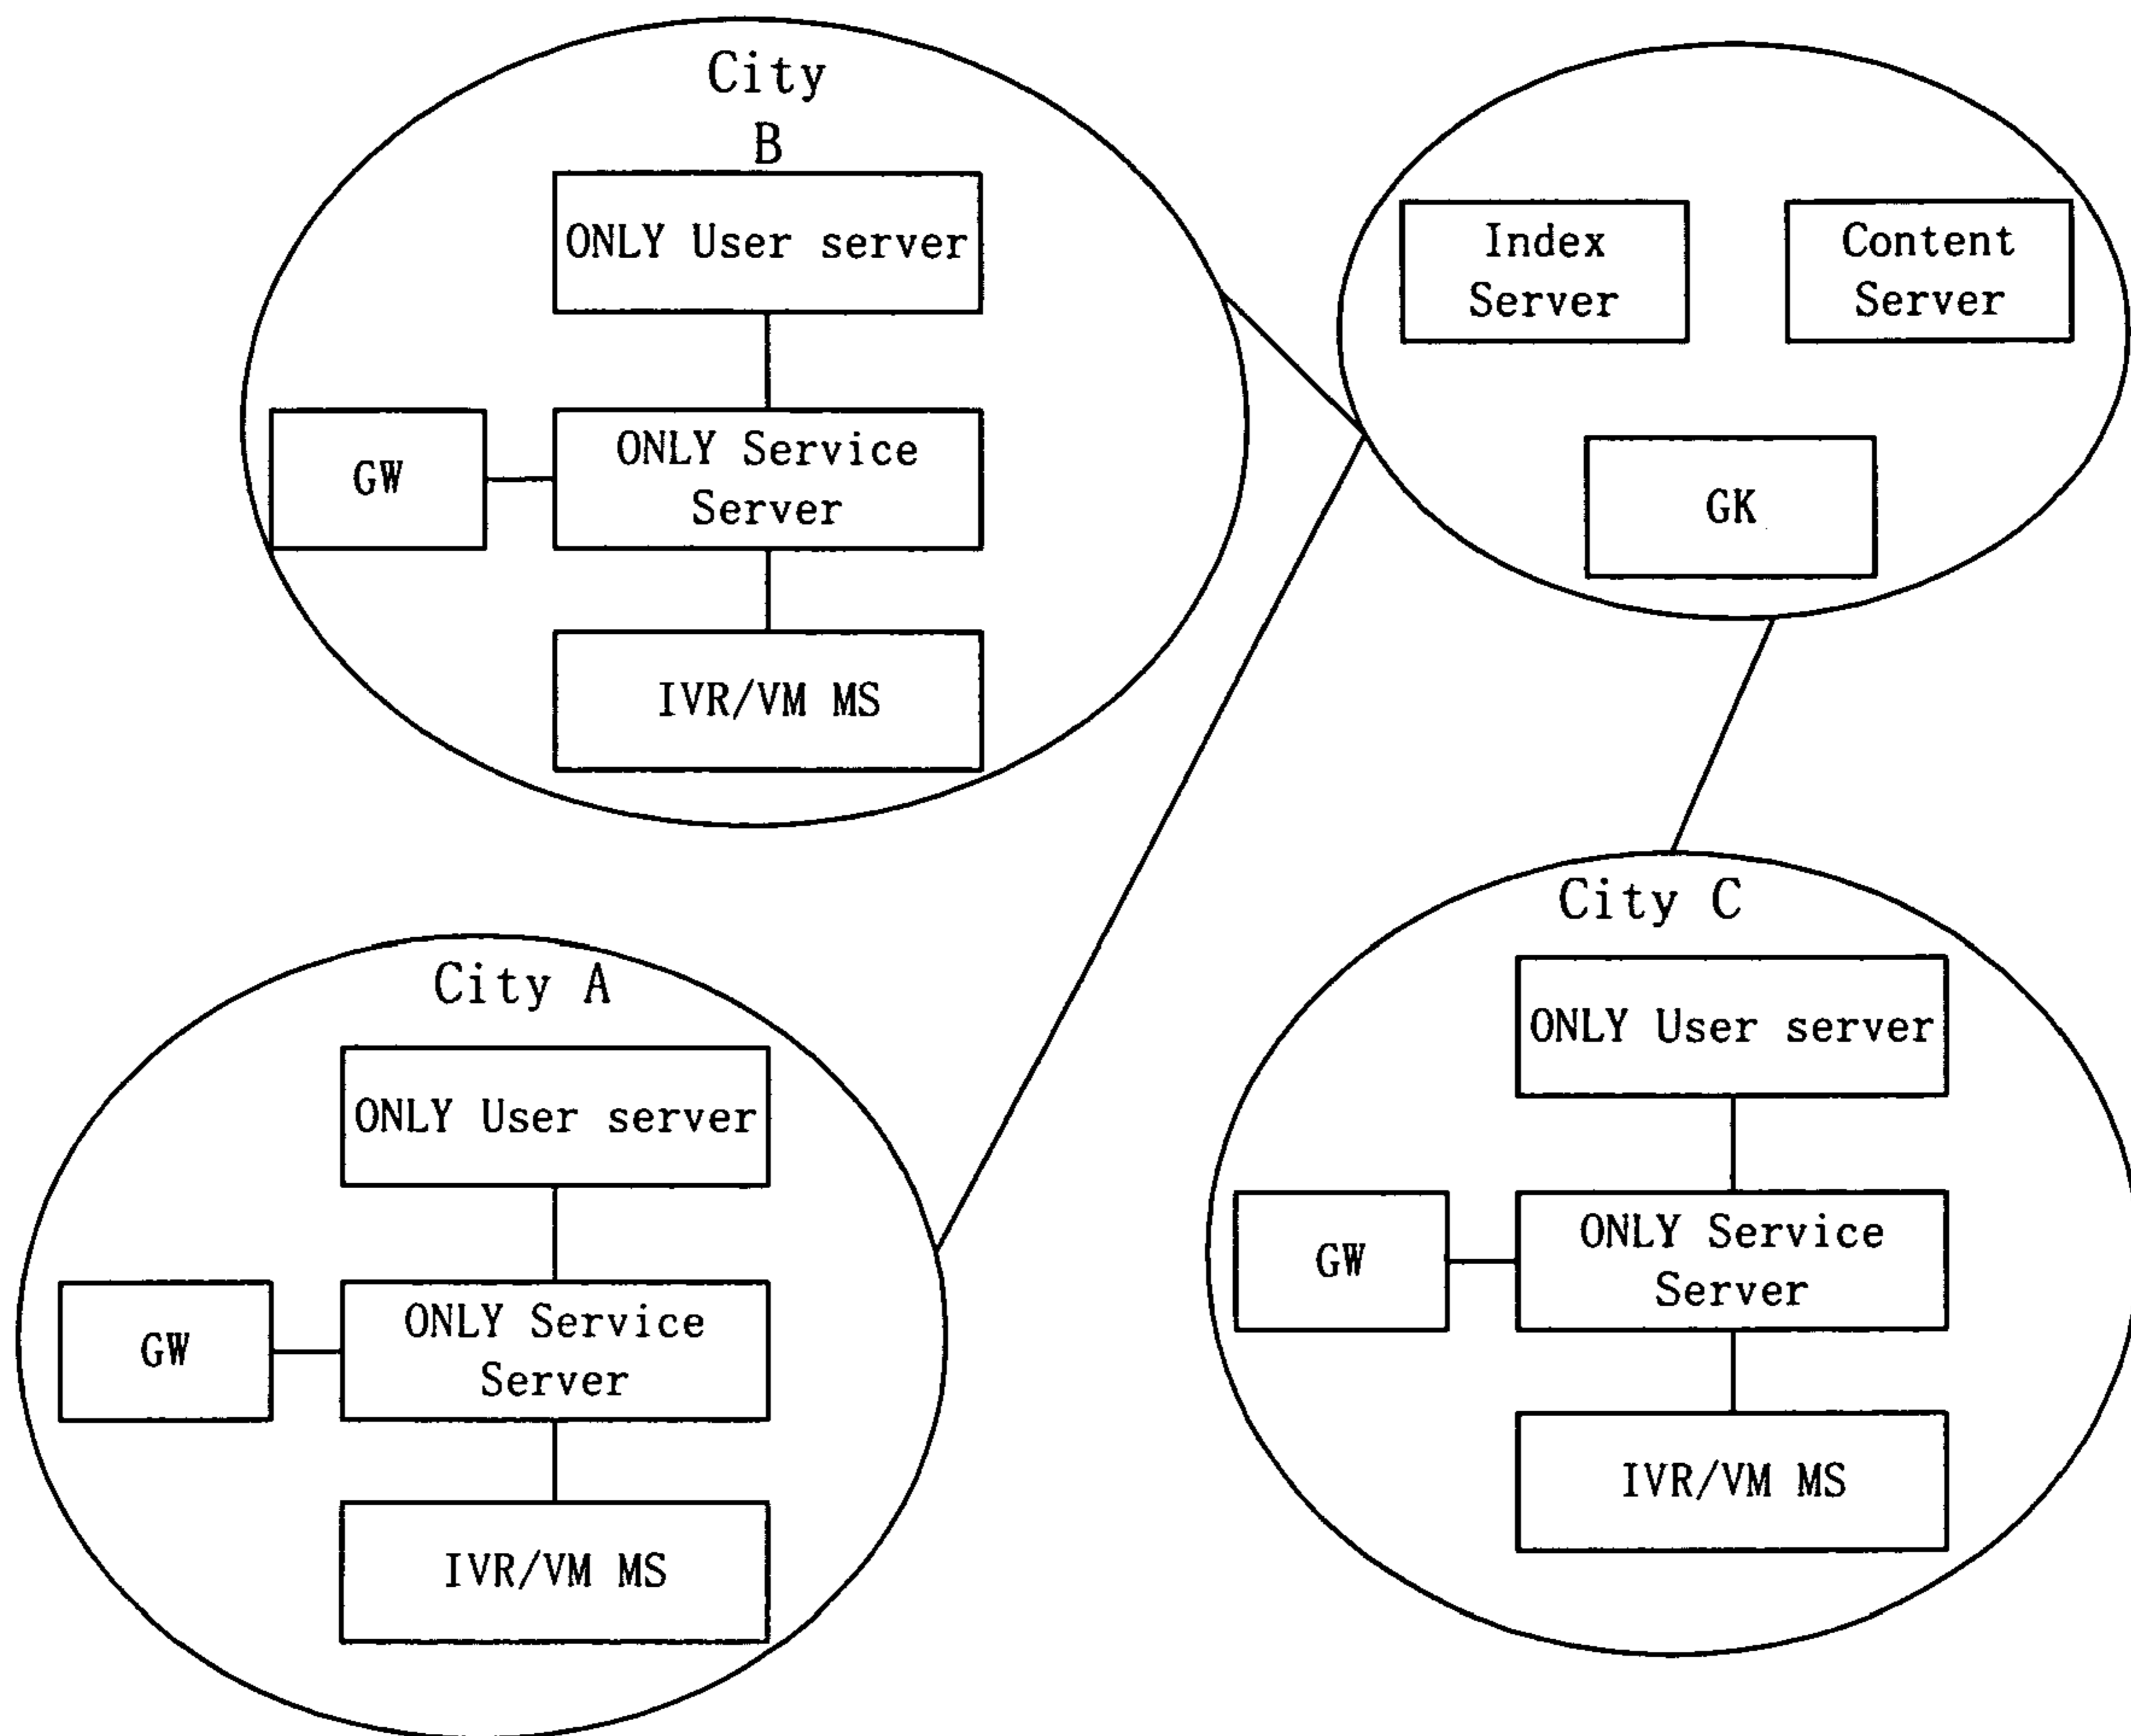 City
B
ONLY User server
GW
ONLY Service
Server
IVR/VM MS
Index
Server
Content
Server
GK
City A
ONLY User server
GW
ONLY Service
Server
IVR/VM MS
City C
ONLY User server
GW
ONLY Service
Server
IVR/VM MS